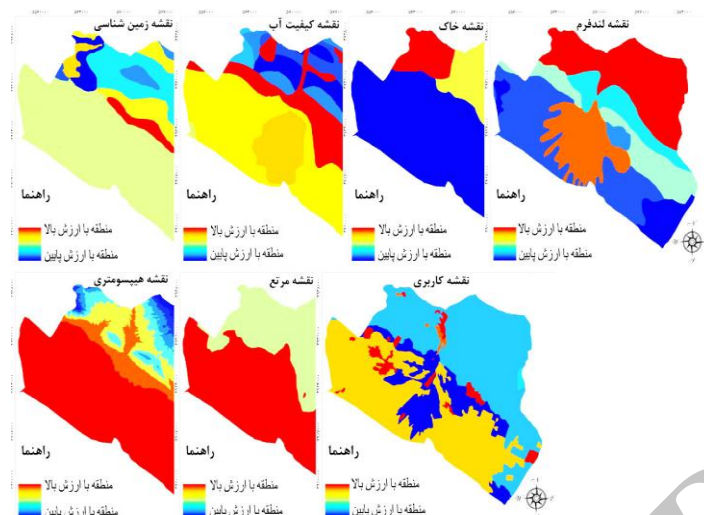 نقشه لندفرم
نقشه خاک
نقشه کیفیت آب
نقشه زمین شناسی
راهنما
منطقه با ارزش بالا
منطقه با ارزش پایین
راهنما
منطقه با ارزش بالا
منطقه با ارزش پایین
راهنما
منطقه با ارزش بالا
منطقه با ارزش پایین
راهنما
منطقه با ارزش بالا
منطقه با ارزش پایین
نقشه کاربری
نقشه مرتع
نقشه هیپسومتری
راهنما
منطقه با ارزش بالا
منطقه با ارزش پایین
راهنما
منطقه با ارزش بالا
منطقه با ارزش پایین
راهنما
منطقه با ارزش بالا
منطقه با ارزش پایین